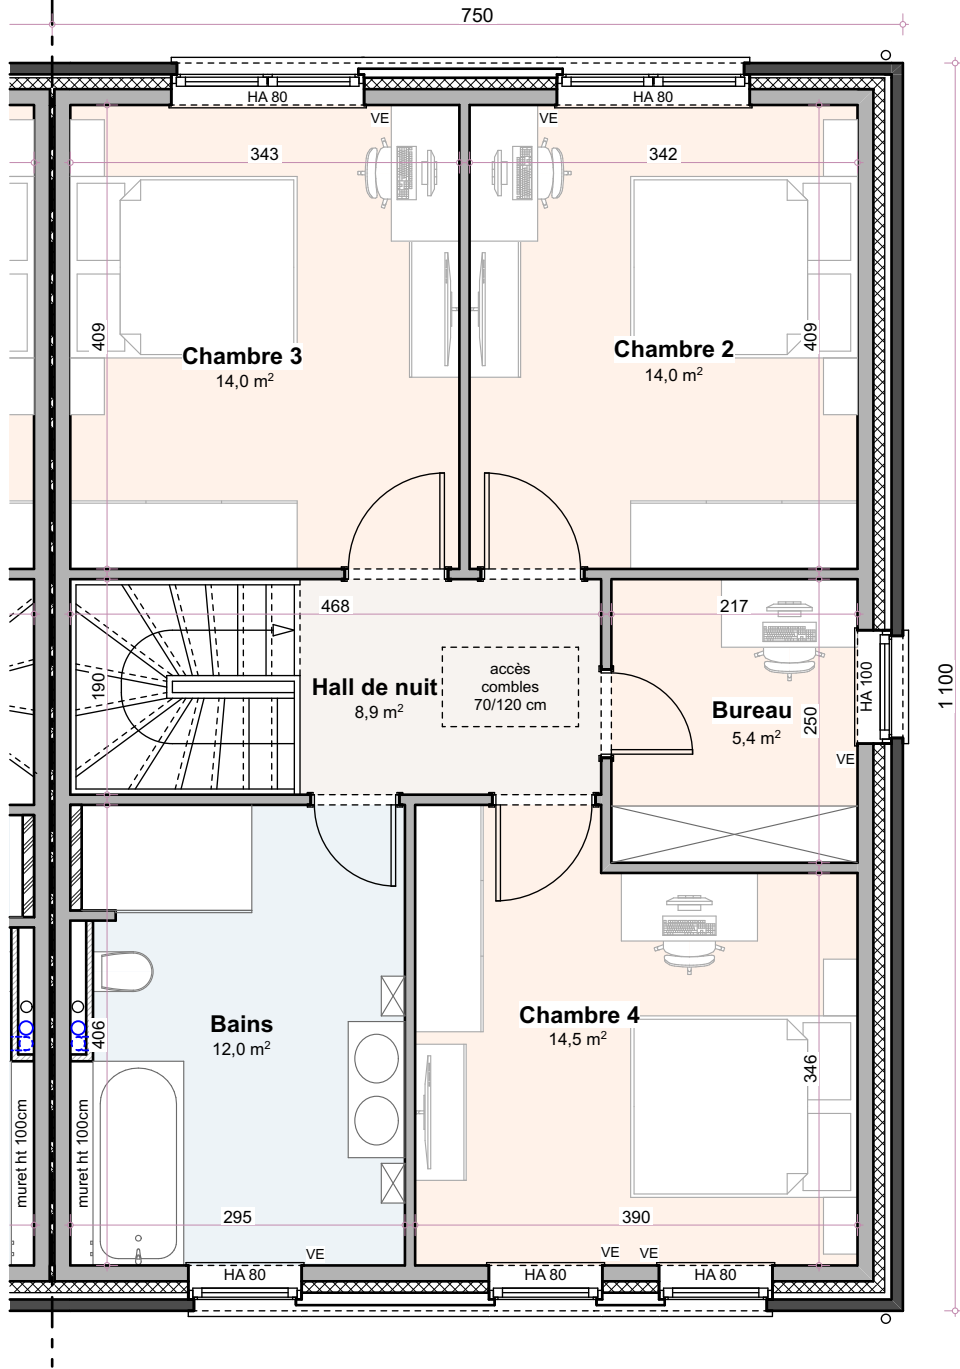 750
HA 80
HA 80
VE
VE
343
342
409
409
Chambre 3
14,0 m²
Chambre 2
14,0 m²
468
217
190
Hall de nuit
8,9 m²
accès
combles
70/120 cm
Bureau
5,4 m²
250
HA 100
VE
1 100
406
Bains
12,0 m²
Chambre 4
14,5 m²
346
muret ht 100cm
muret ht 100cm
295
390
VE
VE
VE
HA 80
HA 80
HA 80